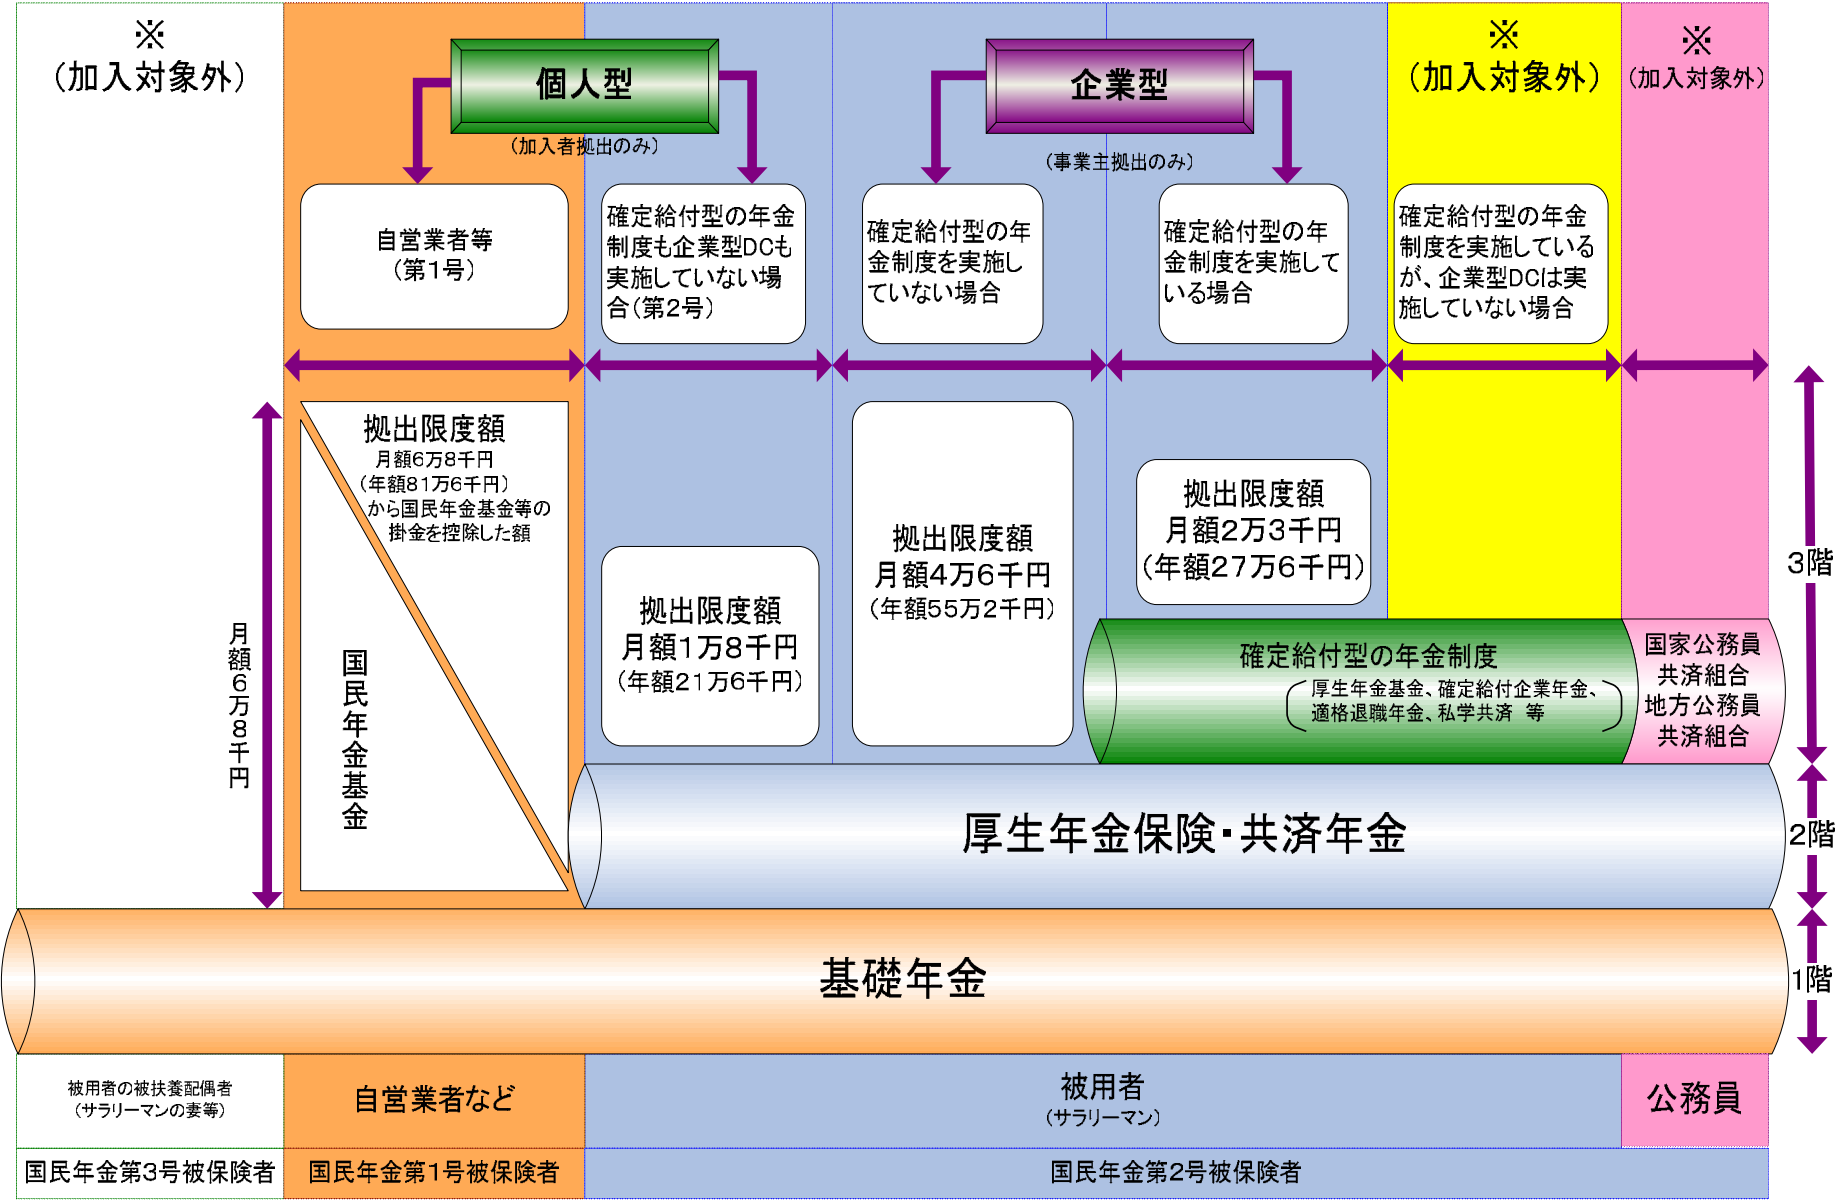 ※
（加入対象外）
個人型
（加入者拠出のみ）
企業型
（事業主拠出のみ）
※
（加入対象外）
※
（加入対象外）
自営業者等
（第1号）
確定給付型の年金
制度も企業型DCも
実施していない場
合（第2号）
確定給付型の年
金制度を実施し
ていない場合
確定給付型の年
金制度を実施して
いる場合
確定給付型の年金
制度を実施している
が、企業型DCは実
施していない場合
拠出限度額
月額6万8千円
（年額81万6千円）
から国民年金基金等の
掛金を控除した額
国民年金基金
月額6万8千円
拠出限度額
月額1万8千円
（年額21万6千円）
拠出限度額
月額4万6千円
（年額55万2千円）
拠出限度額
月額2万3千円
（年額27万6千円）
確定給付型の年金制度
厚生年金基金、確定給付企業年金、
適格退職年金、私学共済　等
国家公務員
共済組合
地方公務員
共済組合
3階
厚生年金保険・共済年金
2階
基礎年金
1階
被用者の被扶養配偶者
（サラリーマンの妻等）
自営業者など
被用者
（サラリーマン）
公務員
国民年金第3号被保険者
国民年金第1号被保険者
国民年金第2号被保険者